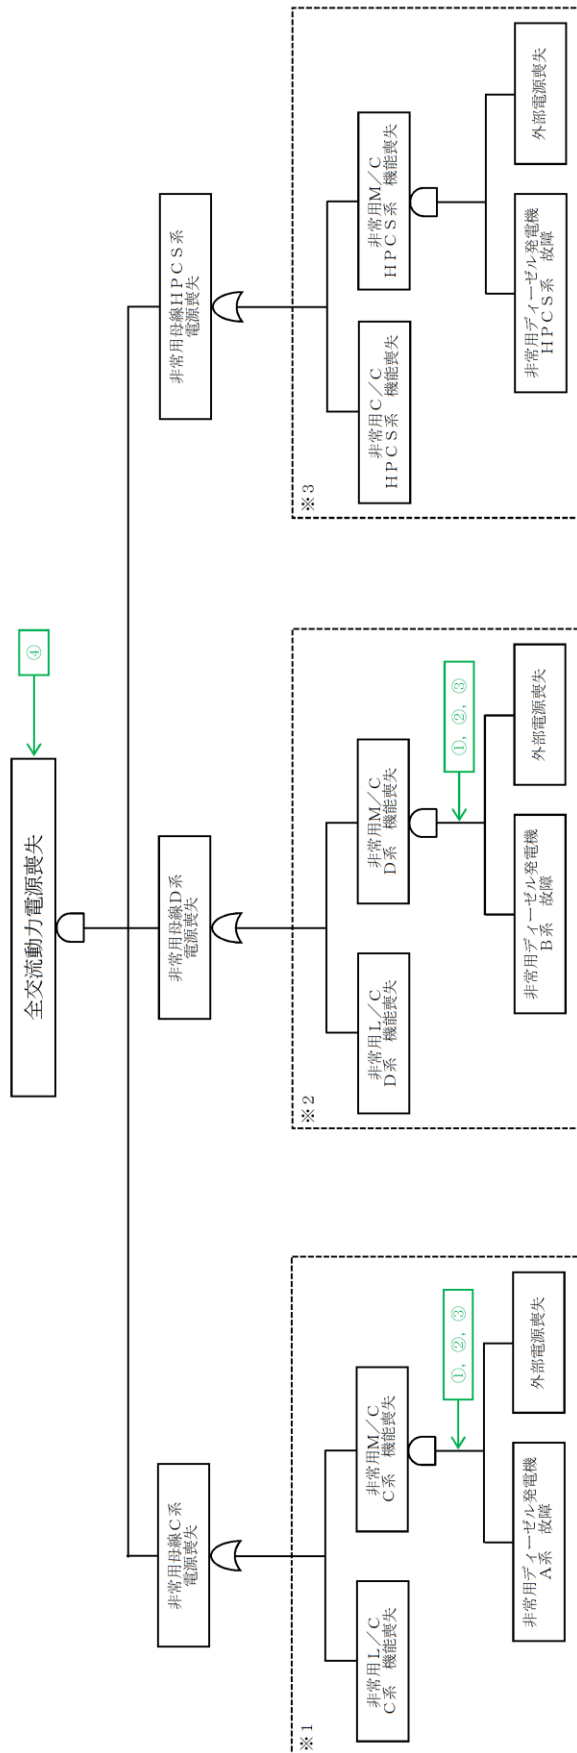 全交流動力電源喪失
④
非常用母線C系
電源喪失
非常用母線D系
電源喪失
非常用母線HPCS系
電源喪失
※1
非常用L/C
C系 機能喪失
非常用M/C
C系 機能喪失
①, ②, ③
非常用ディーゼル発電機
A系 故障
外部電源喪失
※2
非常用L/C
D系 機能喪失
非常用M/C
D系 機能喪失
①, ②, ③
非常用ディーゼル発電機
B系 故障
外部電源喪失
※3
非常用C/C
HPCS系 機能喪失
非常用M/C
HPCS系 機能喪失
非常用ディーゼル発電機
HPCS系 故障
外部電源喪失